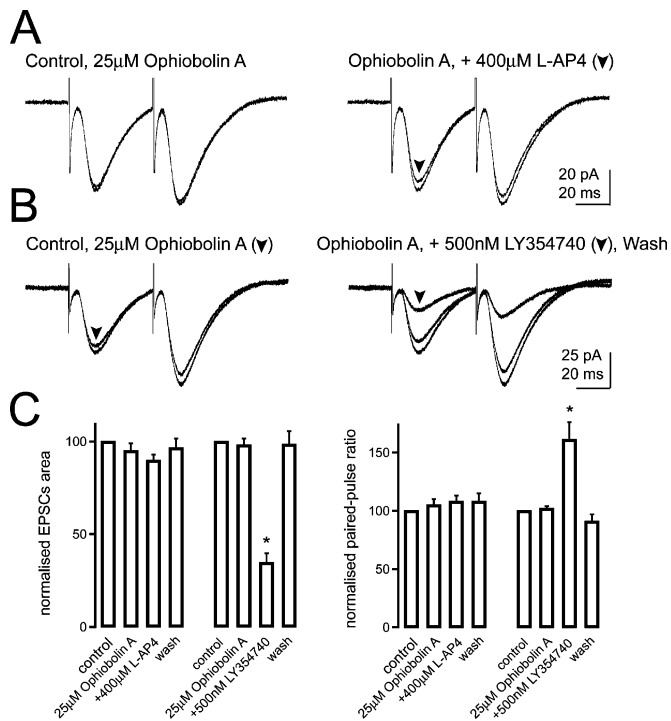 A
Control, 25μM Ophiobolin A
Ophiobolin A, + 400μM L-AP4 ( )
20 pA
20 ms
B
Control, 25μM Ophiobolin A ( )
Ophiobolin A, + 500nM LY354740 ( ), Wash
25 pA
20 ms
C
normalised EPSCs area
100
50
0
*
control
25μM Ophiobolin A
+400μM L-AP4
wash
control
25μM Ophiobolin A
+500nM LY354740
wash
normalised paired-pulse ratio
150
100
50
0
*
control
25μM Ophiobolin A
+400μM L-AP4
wash
control
25μM Ophiobolin A
+500nM LY354740
wash